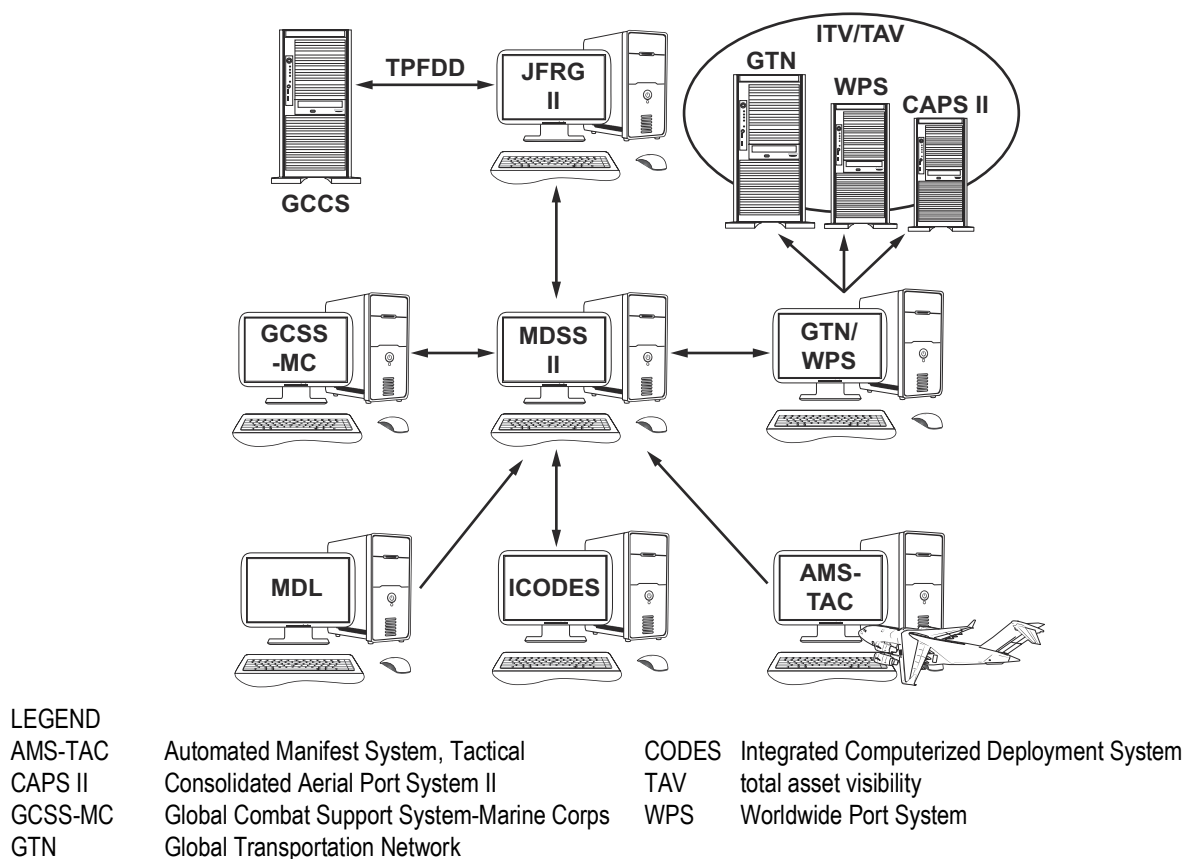 ITV/TAV
GTN
WPS
CAPS II
TPFDD
JFRG
II
GCCS
GCSS
-MC
MDSS
II
GTN/
WPS
MDL
ICODES
AMS-
TAC
LEGEND
AMS-TAC Automated Manifest System, Tactical
CAPS II Consolidated Aerial Port System II
GCSS-MC Global Combat Support System-Marine Corps
GTN Global Transportation Network
CODES Integrated Computerized Deployment System
TAV total asset visibility
WPS Worldwide Port System